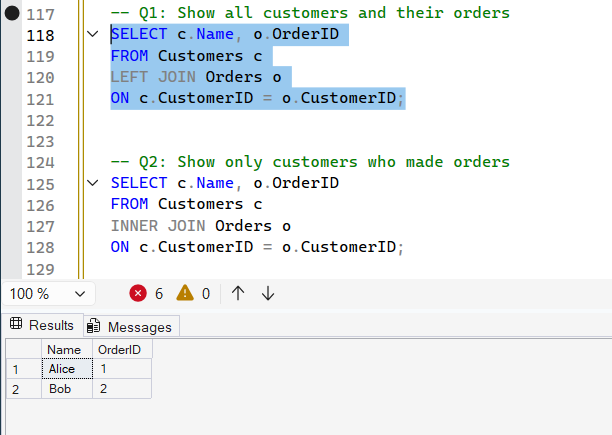 117 -- Q1: Show all customers and their orders
118 SELECT c.Name, o.OrderID
119 FROM Customers c
120 LEFT JOIN Orders o
121 ON c.CustomerID = o.CustomerID;
122
123
124 -- Q2: Show only customers who made orders
125 SELECT c.Name, o.OrderID
126 FROM Customers c
127 INNER JOIN Orders o
128 ON c.CustomerID = o.CustomerID;
129
100 % 6 0
Results Messages
Name OrderID
1 Alice 1
2 Bob 2